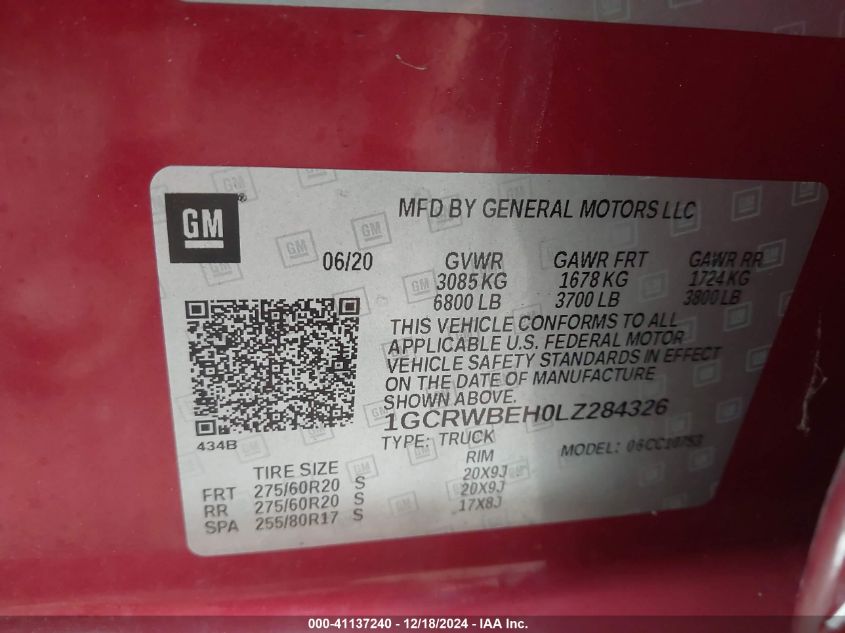 GM®
MFD BY GENERAL MOTORS LLC
06/20 GVWR GAWR FRT GAWR RR
3085 KG 1678 KG 1724 KG
6800 LB 3700 LB 3800 LB
THIS VEHICLE CONFORMS TO ALL
APPLICABLE U.S. FEDERAL MOTOR
VEHICLE SAFETY STANDARDS IN EFFECT
ON THE DATE OF MANUFACTURE
SHOWN ABOVE.
1GCRWBEH0LZ284326
434B
TYPE: TRUCK MODEL:
TIRE SIZE RIM
FRT 275/60R20 S 20X9J
RR 275/60R20 S 20X9J
SPA 255/80R17 S 17X8J
000-41137240 - 12/18/2024 - IAA Inc.